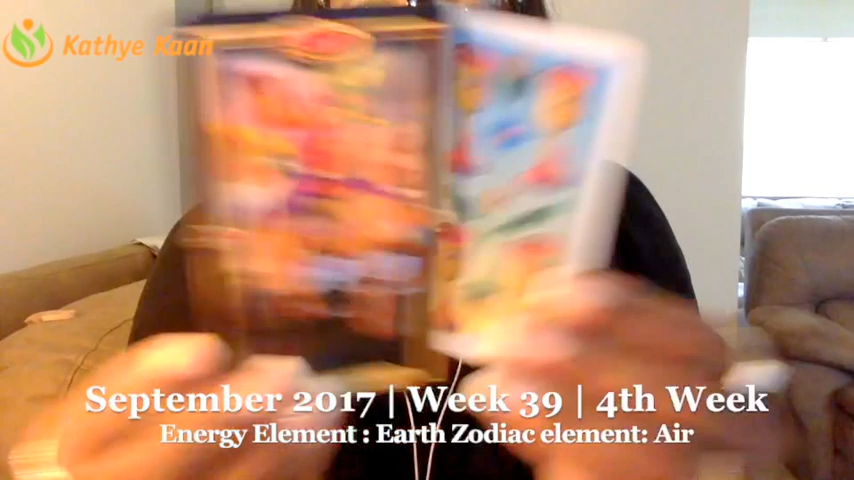 Kathye Kaan
September 2017 | Week 39 | 4th Week
Energy Element : Earth Zodiac element: Air